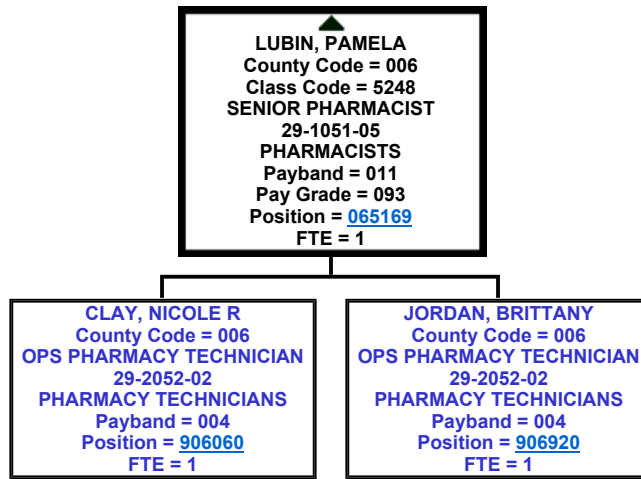 LUBIN, PAMELA
County Code = 006
Class Code = 5248
SENIOR PHARMACIST
29-1051-05
PHARMACISTS
Payband = 011
Pay Grade = 093
Position = 065169
FTE = 1
CLAY, NICOLE R
County Code = 006
OPS PHARMACY TECHNICIAN
29-2052-02
PHARMACY TECHNICIANS
Payband = 004
Position = 906060
FTE = 1
JORDAN, BRITTANY
County Code = 006
OPS PHARMACY TECHNICIAN
29-2052-02
PHARMACY TECHNICIANS
Payband = 004
Position = 906920
FTE = 1